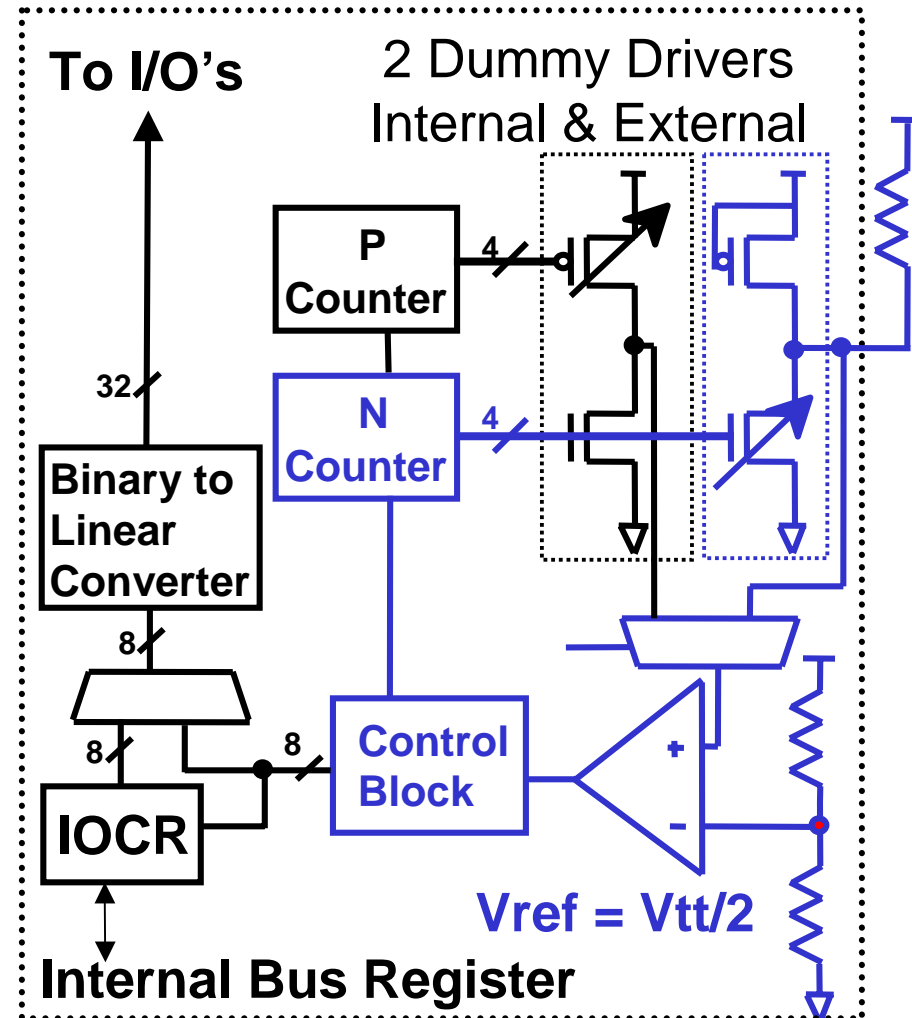 To I/O's
2 Dummy Drivers
Internal & External
P
Counter
4
N
Counter
4
32
Binary to
Linear
Converter
8
8
8
IOCR
Control
Block
+
−
Vref = Vtt/2
Internal Bus Register